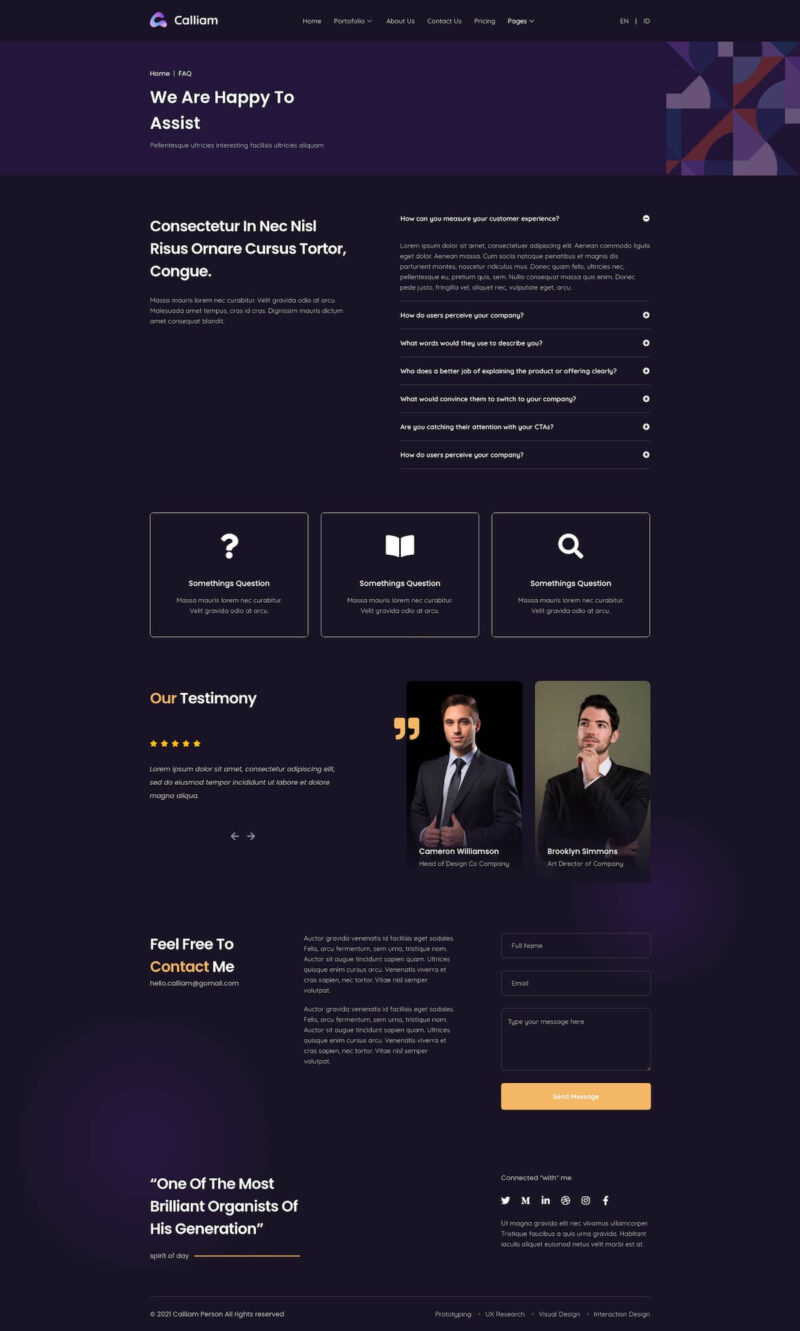 Calliam
Home Portofolio About Us Contact Us Pricing Pages
EN | ID
Home | FAQ
We Are Happy To
Assist
Pellentesque ultricies interesting facilisis ultricies aliquam
Consectetur In Nec Nisl
Risus Ornare Cursus Tortor,
Congue.
Massa mauris lorem nec curabitur. Velit gravida odio at arcu.
Malesuada amet tempus, cras id cras. Dignissim mauris dictum
amet consequat blandit.
How can you measure your customer experience?
Lorem ipsum dolor sit amet, consectetuer adipiscing elit. Aenean commodo ligula
eget dolor. Aenean massa. Cum sociis natoque penatibus et magnis dis
parturient montes, nascetur ridiculus mus. Donec quam felis, ultricies nec,
pellentesque eu, pretium quis, sem. Nulla consequat massa quis enim. Donec
pede justo, fringilla vel, aliquet nec, vulputate eget, arcu.
How do users perceive your company?
What words would they use to describe you?
Who does a better job of explaining the product or offering clearly?
What would convince them to switch to your company?
Are you catching their attention with your CTAs?
How do users perceive your company?
Somethings Question
Massa mauris lorem nec curabitur.
Velit gravida odio at arcu.
Somethings Question
Massa mauris lorem nec curabitur.
Velit gravida odio at arcu.
Somethings Question
Massa mauris lorem nec curabitur.
Velit gravida odio at arcu.
Our Testimony
Lorem ipsum dolor sit amet, consectetur adipiscing elit,
sed do eiusmod tempor incididunt ut labore et dolore
magna aliqua.
Cameron Williamson
Head of Design Co Company
Brooklyn Simmons
Art Director of Company
Feel Free To
Contact Me
hello.calliam@gomail.com
Auctor gravida venenatis id facilisis eget sodales.
Felis, arcu fermentum, sem urna, tristique nam.
Auctor sit augue tincidunt sapien quam. Ultrices
quisque enim cursus arcu. Venenatis viverra et
cras sapien, nec tortor. Vitae nisl semper
volutpat.
Auctor gravida venenatis id facilisis eget sodales.
Felis, arcu fermentum, sem urna, tristique nam.
Auctor sit augue tincidunt sapien quam. Ultrices
quisque enim cursus arcu. Venenatis viverra et
cras sapien, nec tortor. Vitae nisl semper
volutpat.
Full Name
Email
Type your message here
Send Message
“One Of The Most
Brilliant Organists Of
His Generation”
spirit of day
Connected "with" me
Ut magna gravida elit nec vivamus ullamcorper.
Tristique faucibus a quis urna gravida. Habitant
iaculis aliquet euismod netus velit morbi est at.
© 2021 Calliam Person All rights reserved
Prototyping UX Research Visual Design Interaction Design